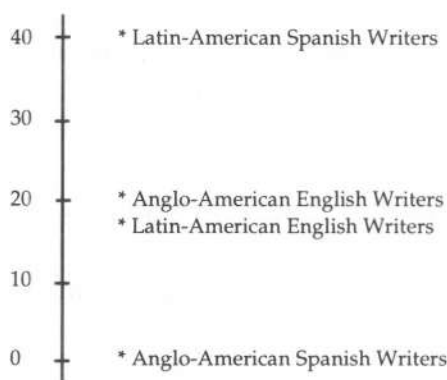 40 * Latin-American Spanish Writers
30
20 * Anglo-American English Writers
* Latin-American English Writers
10
0 * Anglo-American Spanish Writers